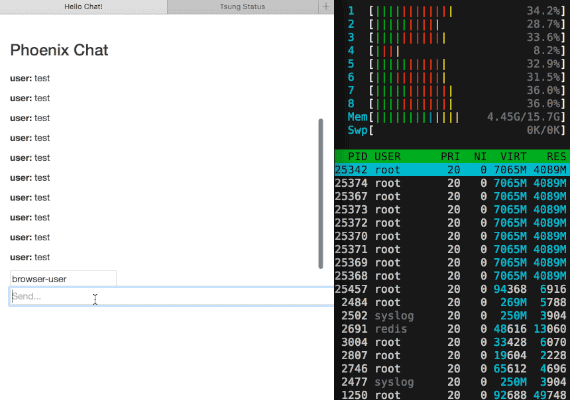 Hello Chat!
Tsung Status
+
Phoenix Chat
user: test
user: test
user: test
user: test
user: test
user: test
user: test
user: test
user: test
user: test
browser-user
Send...
1 [ 34.2%]
2 [ 28.7%]
3 [ 33.6%]
4 [ 8.2%]
5 [ 32.9%]
6 [ 31.5%]
7 [ 36.0%]
8 [ 36.0%]
Mem[ 4.45G/15.7G]
Swp[ 0K/0K]
PID USER PRI NI VIRT RES
25342 root 20 0 7065M 4089M
25374 root 20 0 7065M 4089M
25367 root 20 0 7065M 4089M
25373 root 20 0 7065M 4089M
25372 root 20 0 7065M 4089M
25370 root 20 0 7065M 4089M
25371 root 20 0 7065M 4089M
25369 root 20 0 7065M 4089M
25368 root 20 0 7065M 4089M
25457 root 20 0 94368 6916
2484 root 20 0 269M 5788
2502 syslog 20 0 250M 3904
2691 redis 20 0 48616 13060
3004 root 20 0 33428 6070
2807 root 20 0 19604 2228
2746 root 20 0 65612 4696
2477 syslog 20 0 250M 3904
1250 root 20 0 92688 49748